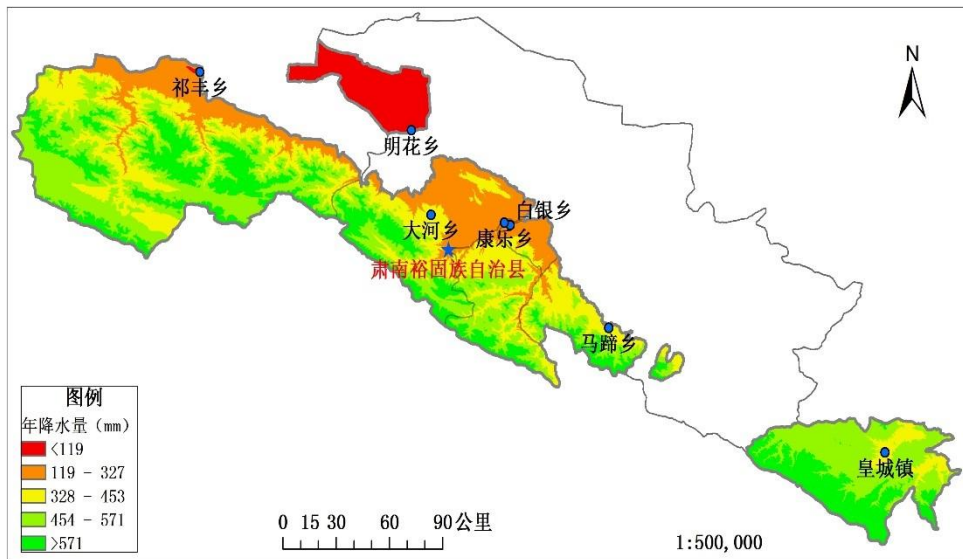 N
祁丰乡
明花乡
白银乡
大河乡
康乐乡
肃南裕固族自治县
马蹄乡
皇城镇
图例
年降水量（mm）
<119
119 - 327
328 - 453
454 - 571
>571
0 15 30 60 90公里
1:500,000